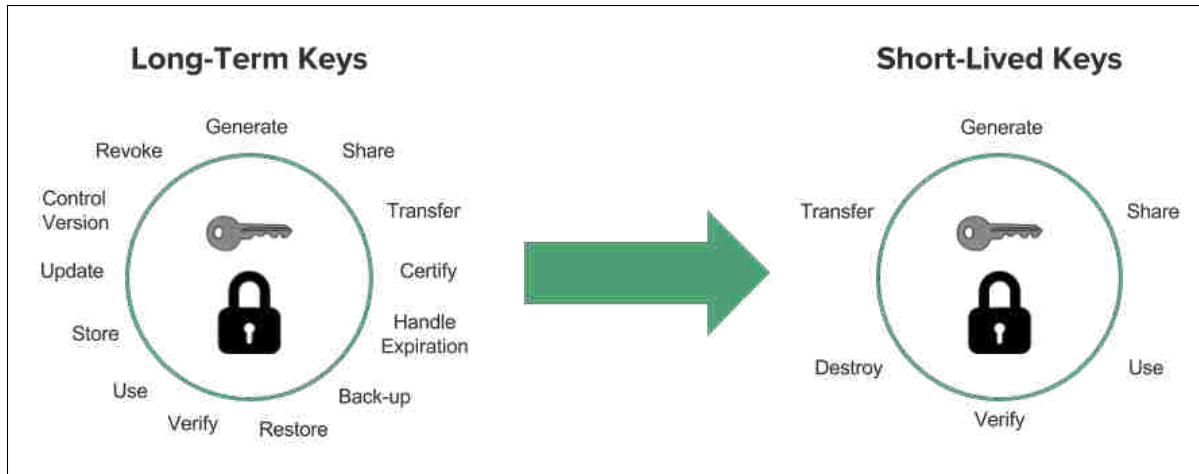 Long-Term Keys
Generate
Share
Transfer
Certify
Handle
Expiration
Back-up
Restore
Verify
Use
Store
Update
Control
Version
Revoke
Short-Lived Keys
Generate
Share
Use
Verify
Destroy
Transfer